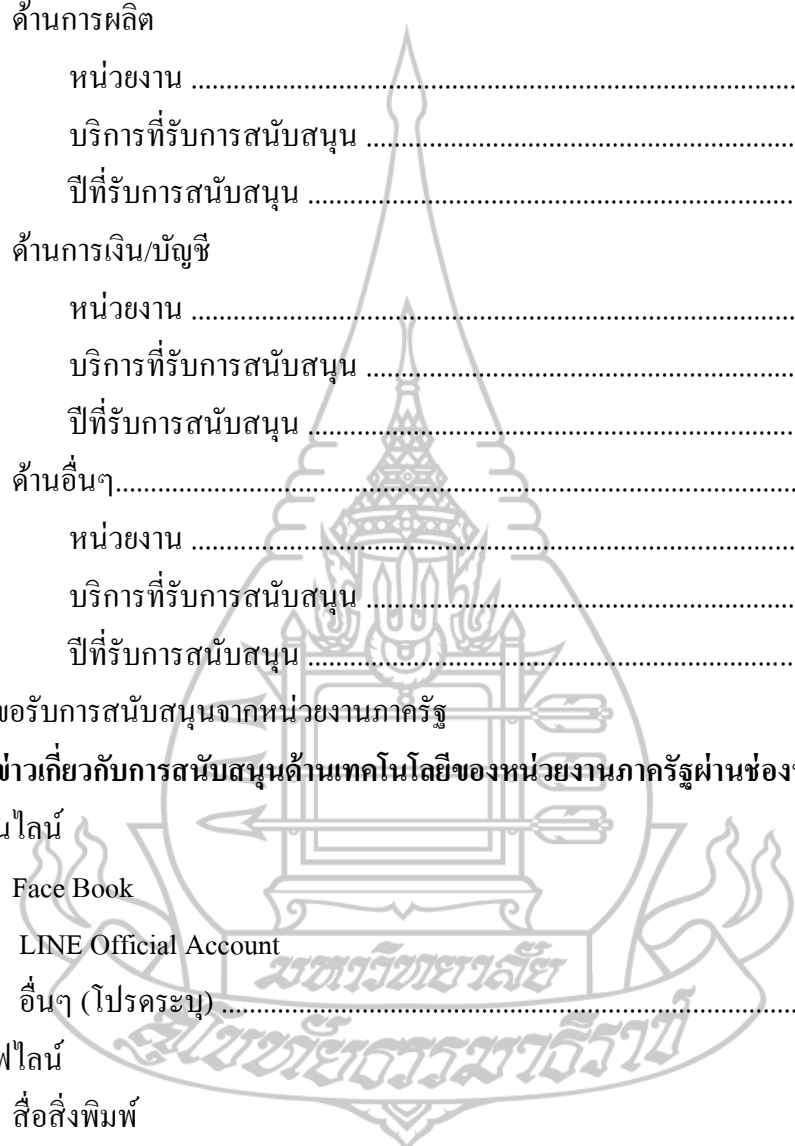 ด้านการผลิต
หน่วยงาน ......................................................................................
บริการที่รับการสนับสนุน .............................................................
ปีที่รับการสนับสนุน .....................................................................
ด้านการเงิน/บัญชี
หน่วยงาน ......................................................................................
บริการที่รับการสนับสนุน .............................................................
ปีที่รับการสนับสนุน .....................................................................
ด้านอื่นๆ.................................................................................................
หน่วยงาน ......................................................................................
บริการที่รับการสนับสนุน .............................................................
ปีที่รับการสนับสนุน .....................................................................
ขอรับการสนับสนุนจากหน่วยงานภาครัฐ
ข่าวเกี่ยวกับการสนับสนุนด้านเทคโนโลยีของหน่วยงานภาครัฐผ่านช่อง
นไลน์
Face Book
LINE Official Account
มหาวิทยาลัย
อื่นๆ (โปรดระบุ) ..................................................................................
สุโขทัยธรรมาธิราช
ฟไลน์
สื่อสิ่งพิมพ์